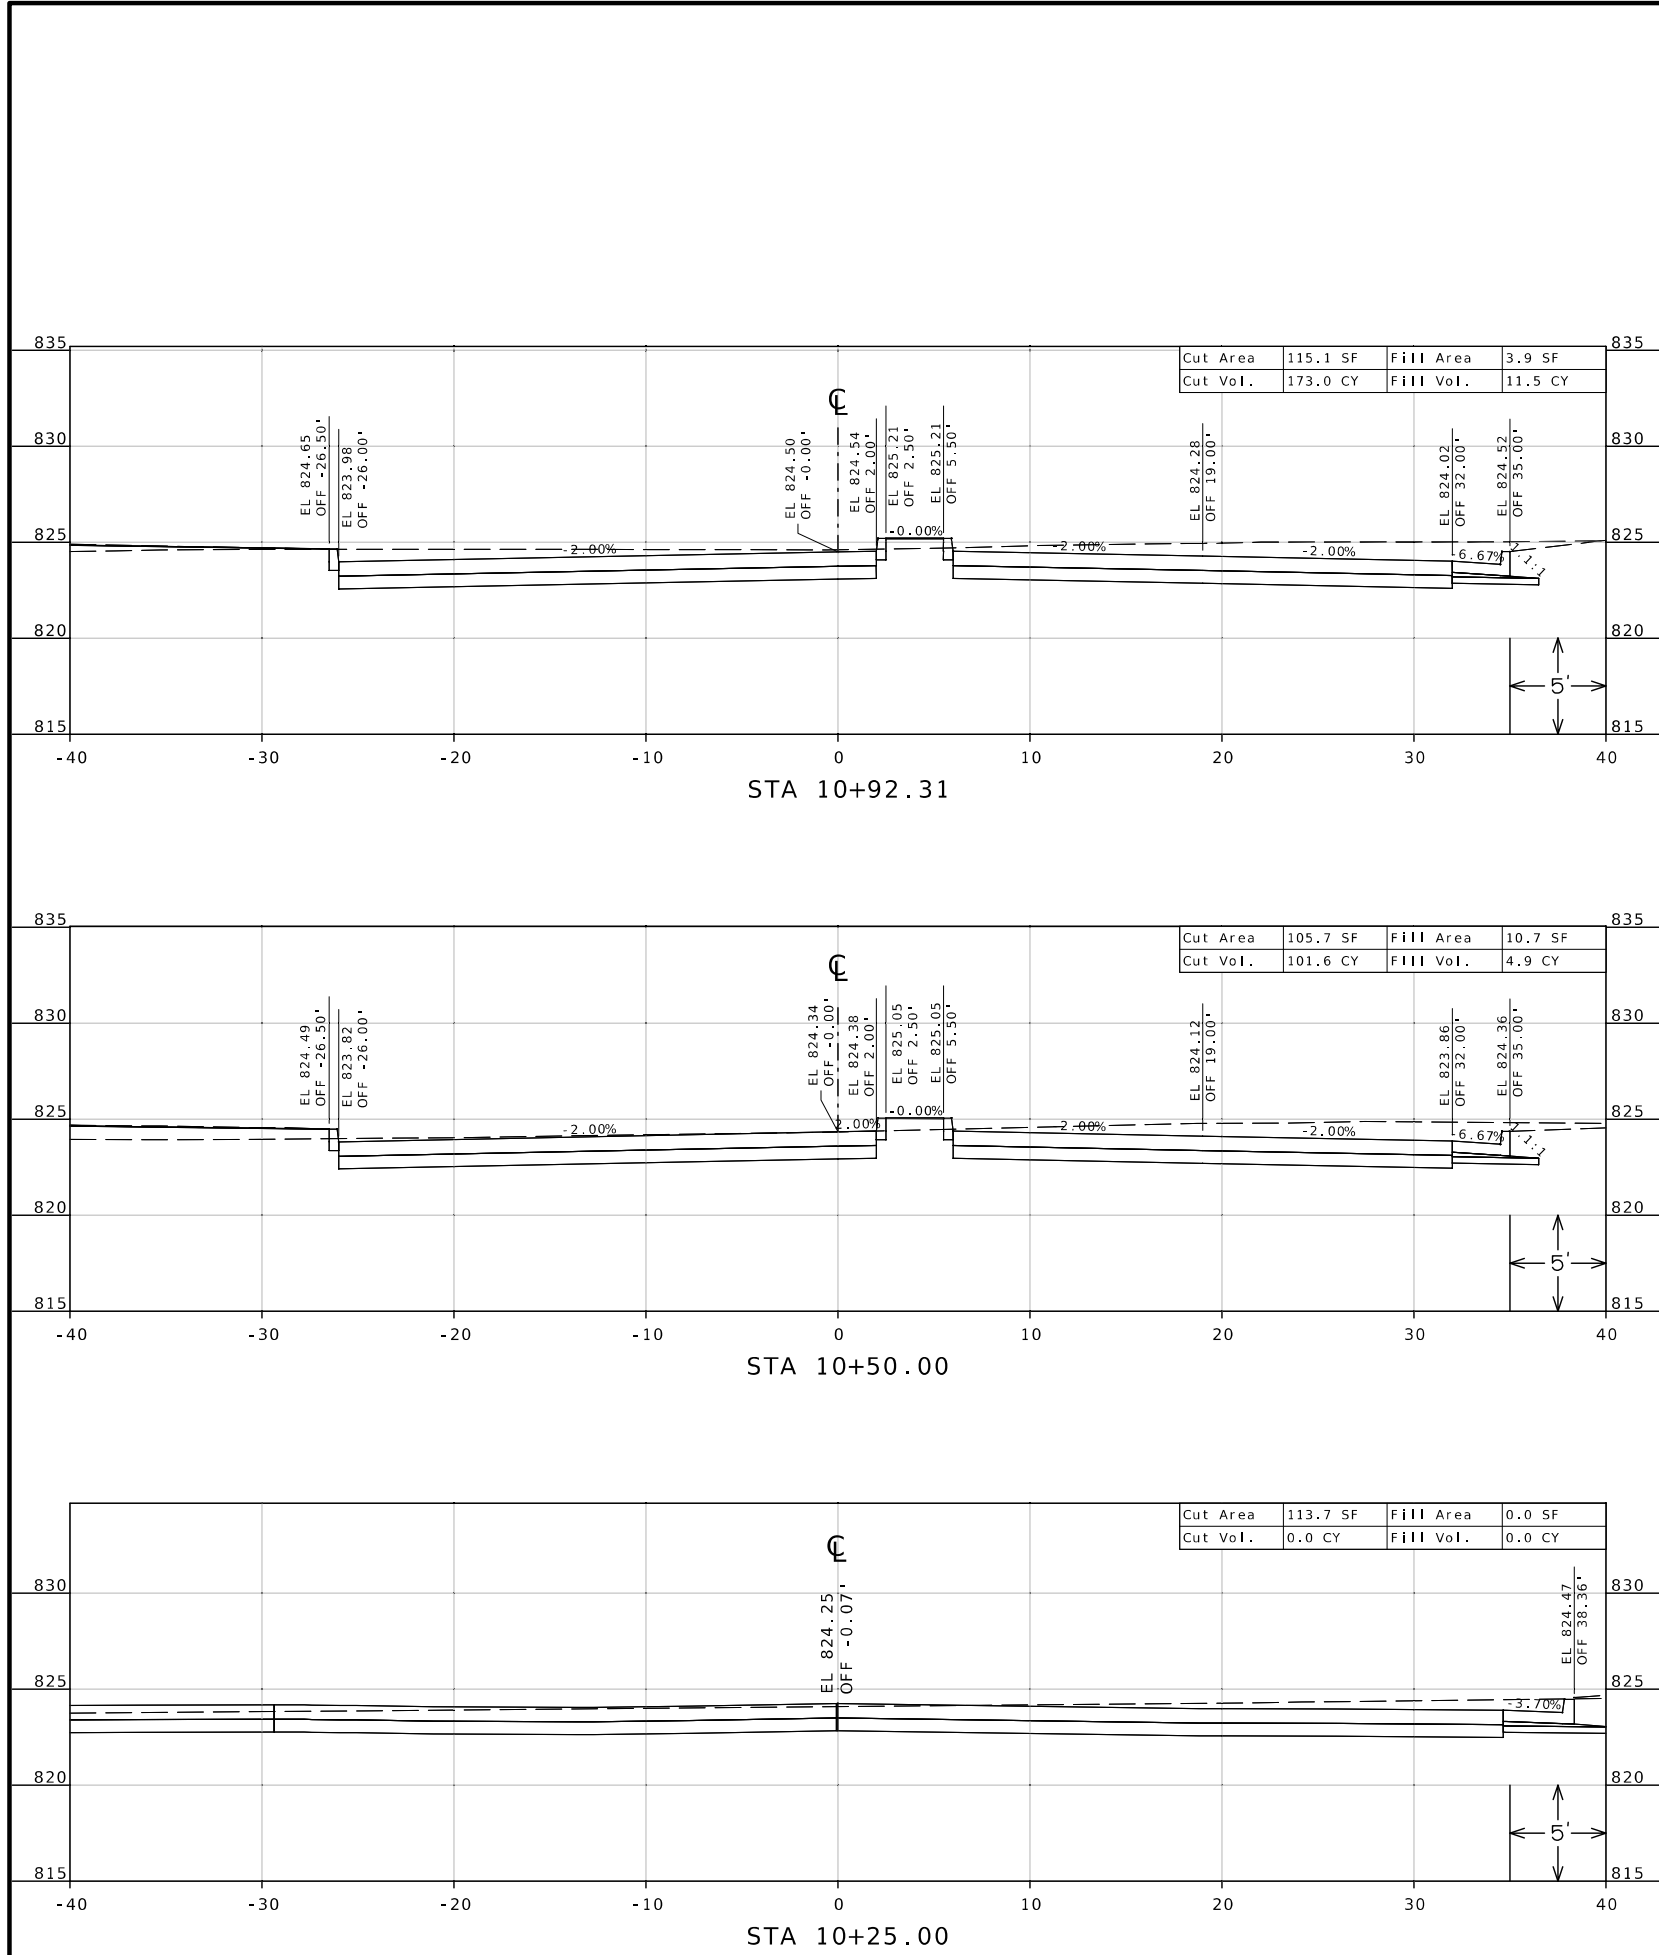 835 835
Cut Area 115.1 SF Fill Area 3.9 SF
Cut Vol. 173.0 CY Fill Vol. 11.5 CY
CL
830 830
EL 824.65
OFF -26.50'
EL 823.98
OFF -26.00'
EL 824.50
OFF -0.00'
EL 824.54
OFF 2.00'
EL 825.21
OFF 2.50'
EL 825.21
OFF 5.50'
EL 824.28
OFF 19.00'
EL 824.02
OFF 32.00'
EL 824.52
OFF 35.00'
825 825
-2.00% -0.00% -2.00% -2.00% -6.67% 1:1
820 820
5'
815 815
-40 -30 -20 -10 0 10 20 30 40
STA 10+92.31
835 835
Cut Area 105.7 SF Fill Area 10.7 SF
Cut Vol. 101.6 CY Fill Vol. 4.9 CY
CL
830 830
EL 824.49
OFF -26.50'
EL 823.82
OFF -26.00'
EL 824.34
OFF -0.00'
EL 824.38
OFF 2.00'
EL 825.05
OFF 2.50'
EL 825.05
OFF 5.50'
EL 824.12
OFF 19.00'
EL 823.86
OFF 32.00'
EL 824.36
OFF 35.00'
825 825
-2.00% 2.00% -0.00% -2.00% -2.00% -6.67% 1:1
820 820
5'
815 815
-40 -30 -20 -10 0 10 20 30 40
STA 10+50.00
Cut Area 113.7 SF Fill Area 0.0 SF
Cut Vol. 0.0 CY Fill Vol. 0.0 CY
CL
830 830
EL 824.25
OFF -0.07'
EL 824.47
OFF 38.36'
825 825
-3.70%
820 820
5'
815 815
-40 -30 -20 -10 0 10 20 30 40
STA 10+25.00